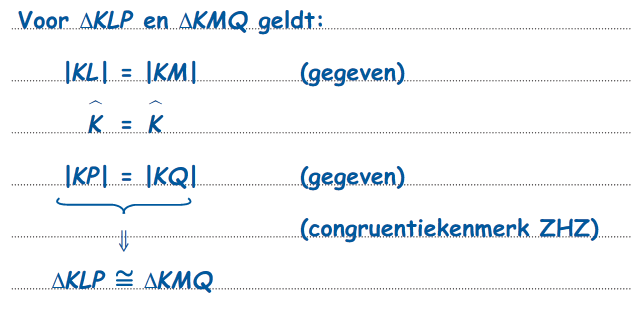 Voor ΔKLP en ΔKMQ geldt:
|KL| = |KM| (gegeven)
K̂ = K̂
|KP| = |KQ| (gegeven)
(congruentiekenmerk ZHZ)
⇓
ΔKLP ≅ ΔKMQ